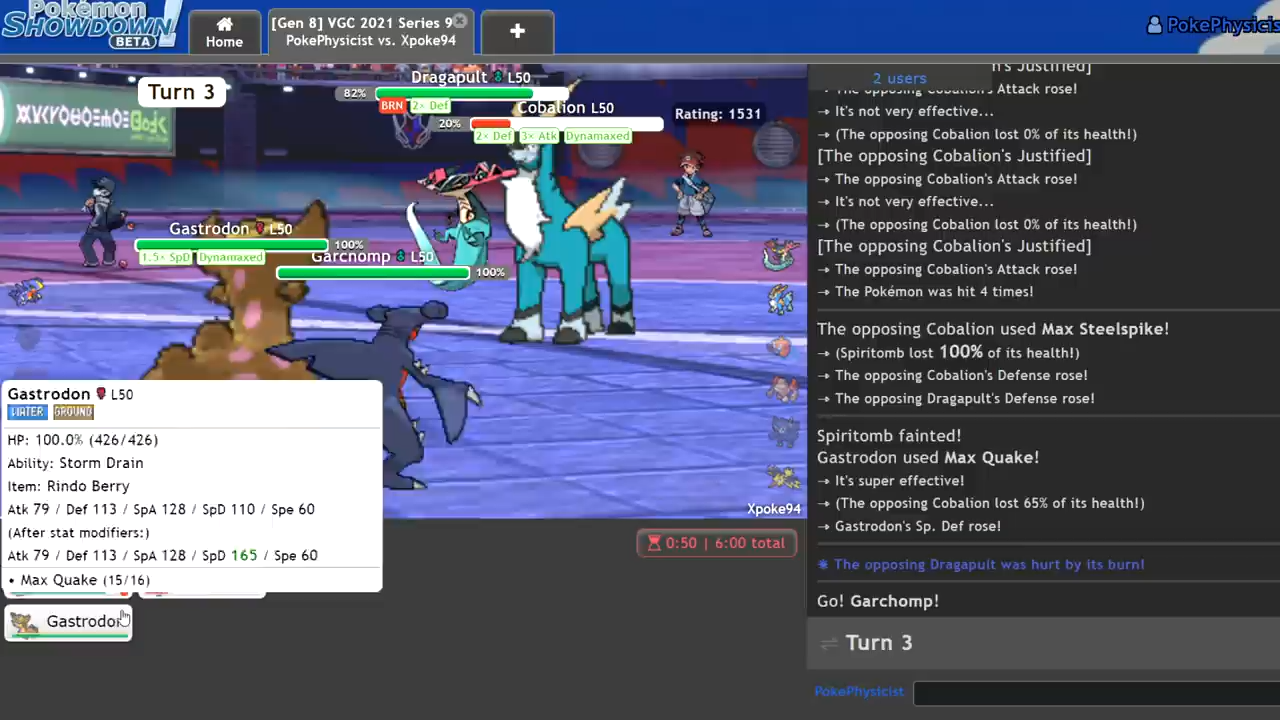 Pokémon
SHOWDOWN!
BETA
Home
[Gen 8] VGC 2021 Series 9
PokePhysicist vs. Xpoke94
+
PokePhysicis
Turn 3
Dragapult L50
82%
BRN 2× Def
Cobalion L50
20%
2× Def 3× Atk Dynamaxed
Rating: 1531
Gastrodon L50
100%
1.5× SpD Dynamaxed
Garchomp L50
100%
Xpoke94
Gastrodon L50
WATER GROUND
HP: 100.0% (426/426)
Ability: Storm Drain
Item: Rindo Berry
Atk 79 / Def 113 / SpA 128 / SpD 110 / Spe 60
(After stat modifiers:)
Atk 79 / Def 113 / SpA 128 / SpD 165 / Spe 60
• Max Quake (15/16)
0:50 | 6:00 total
Gastrodon
2 users
n's Justified]
→ The opposing Cobalion's Attack rose!
→ It's not very effective...
→ (The opposing Cobalion lost 0% of its health!)
[The opposing Cobalion's Justified]
→ The opposing Cobalion's Attack rose!
→ It's not very effective...
→ (The opposing Cobalion lost 0% of its health!)
[The opposing Cobalion's Justified]
→ The opposing Cobalion's Attack rose!
→ The Pokémon was hit 4 times!
The opposing Cobalion used Max Steelspike!
→ (Spiritomb lost 100% of its health!)
→ The opposing Cobalion's Defense rose!
→ The opposing Dragapult's Defense rose!
Spiritomb fainted!
Gastrodon used Max Quake!
→ It's super effective!
→ (The opposing Cobalion lost 65% of its health!)
→ Gastrodon's Sp. Def rose!
The opposing Dragapult was hurt by its burn!
Go! Garchomp!
Turn 3
PokePhysicist